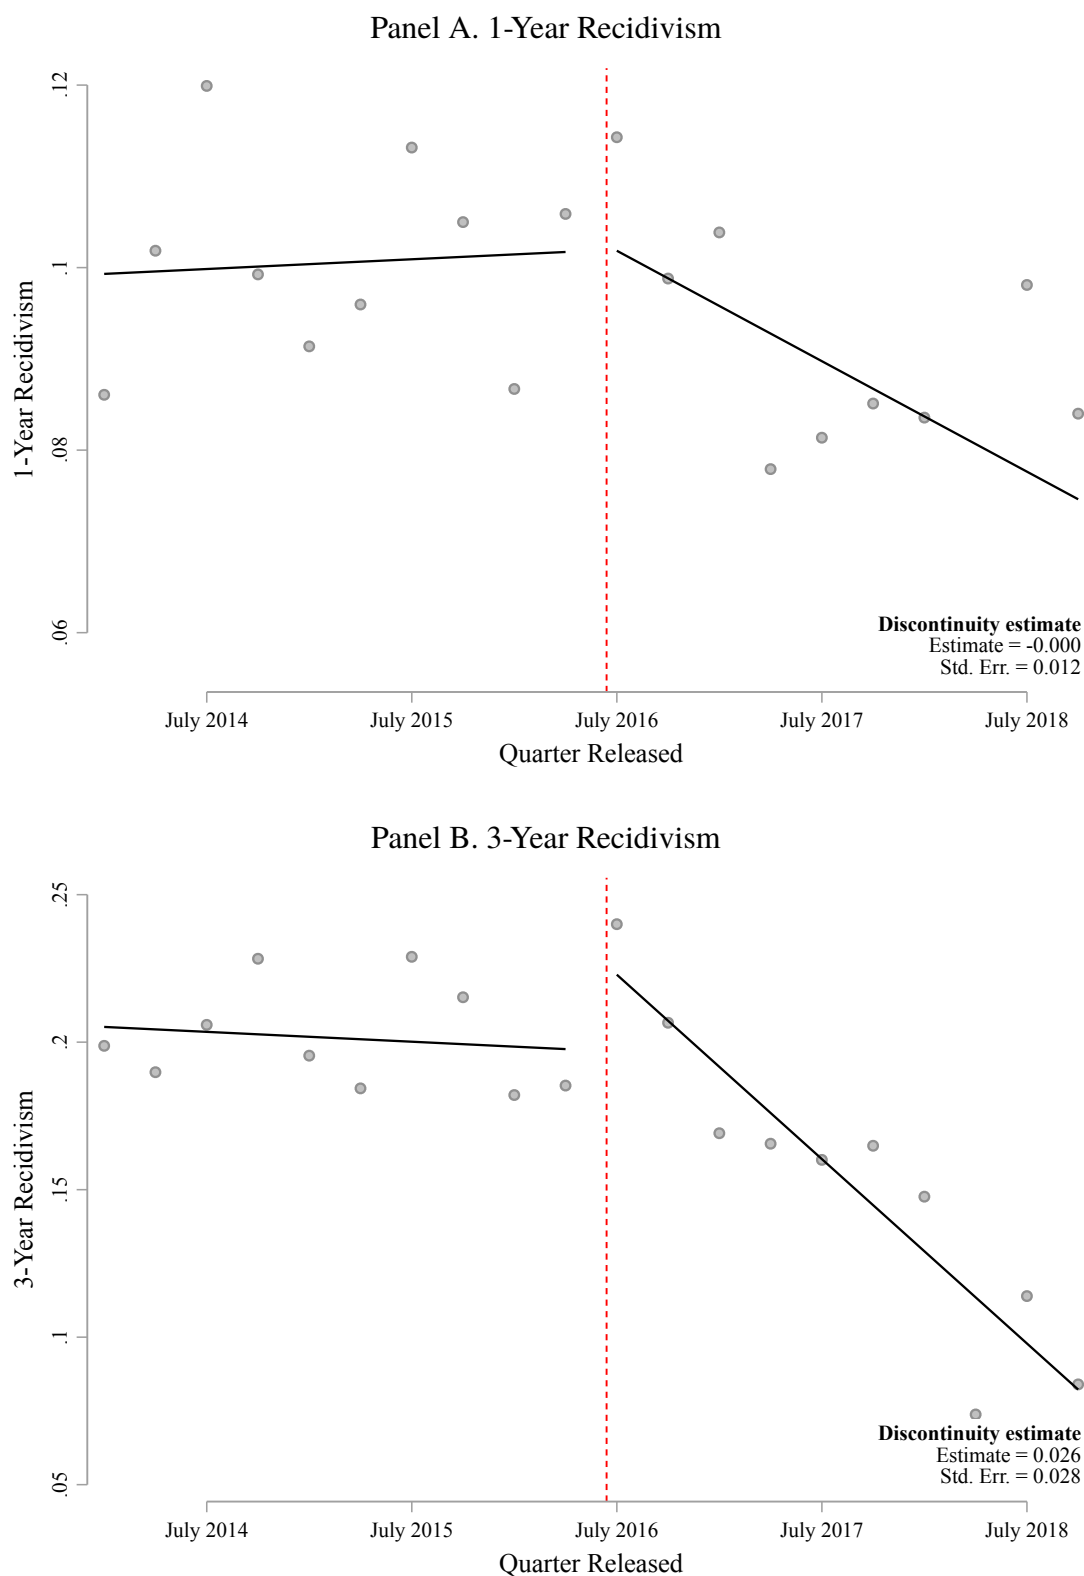 Panel A. 1-Year Recidivism
.12
.1
.08
.06
1-Year Recidivism
Discontinuity estimate
Estimate = -0.000
Std. Err. = 0.012
July 2014 July 2015 July 2016 July 2017 July 2018
Quarter Released
Panel B. 3-Year Recidivism
.25
.2
.15
.1
.05
3-Year Recidivism
Discontinuity estimate
Estimate = 0.026
Std. Err. = 0.028
July 2014 July 2015 July 2016 July 2017 July 2018
Quarter Released